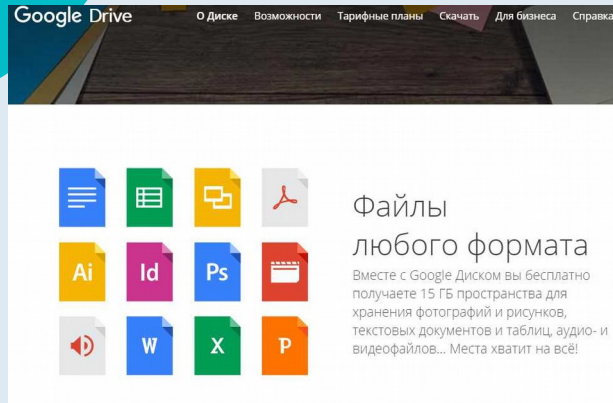 Google Drive О Диске Возможности Тарифные планы Скачать Для бизнеса Справка
Ai Id Ps
W X P
Файлы
любого формата
Вместе с Google Диском вы бесплатно
получаете 15 ГБ пространства для
хранения фотографий и рисунков,
текстовых документов и таблиц, аудио- и
видеофайлов... Места хватит на всё!